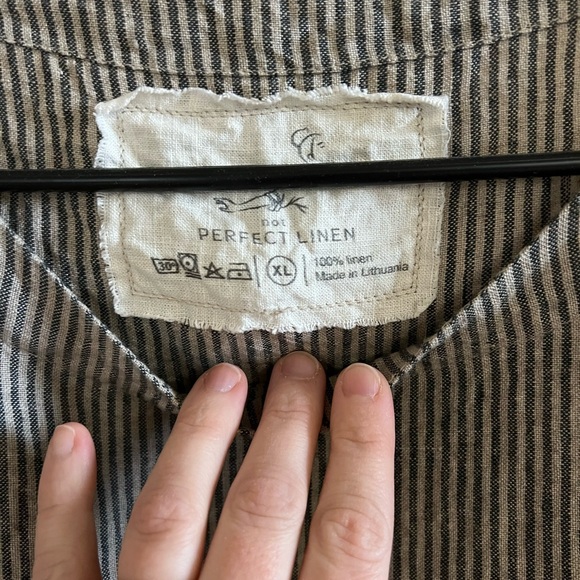 not
PERFECT LINEN
30° XL 100% linen
Made in Lithuania